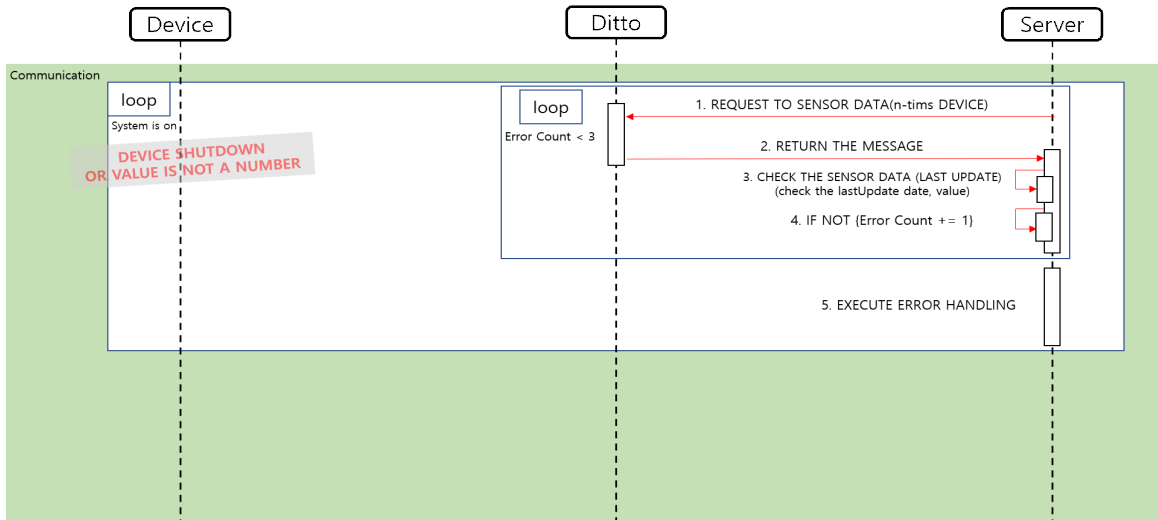 Device
Ditto
Server
Communication
loop
System is on
DEVICE SHUTDOWN
OR VALUE IS NOT A NUMBER
loop
Error Count < 3
1. REQUEST TO SENSOR DATA(n-tims DEVICE)
2. RETURN THE MESSAGE
3. CHECK THE SENSOR DATA (LAST UPDATE)
(check the lastUpdate date, value)
4. IF NOT {Error Count += 1}
5. EXECUTE ERROR HANDLING